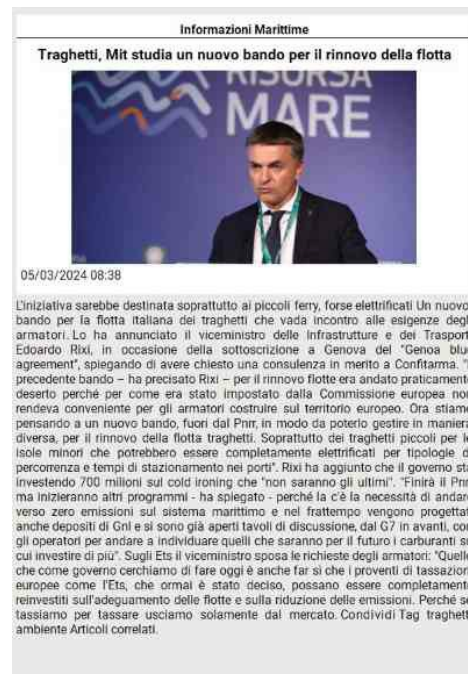 Informazioni Marittime
Traghetti, Mit studia un nuovo bando per il rinnovo della flotta
RISORSA
MARE
05/03/2024 08:38
L'iniziativa sarebbe destinata soprattutto ai piccoli ferry, forse elettrificati Un nuovo
bando per la flotta italiana dei traghetti che vada incontro alle esigenze degl
armatori. Lo ha annunciato il viceministro delle Infrastrutture e dei Trasport
Edoardo Rixi, in occasione della sottoscrizione a Genova del "Genoa blu
agreement", spiegando di avere chiesto una consulenza in merito a Confitarma. "I
precedente bando – ha precisato Rixi – per il rinnovo flotte era andato praticament
deserto perché per come era stato impostato dalla Commissione europea non
rendeva conveniente per gli armatori costruire sul territorio europeo. Ora stiam
pensando a un nuovo bando, fuori dal Pnrr, in modo da poterlo gestire in maniera
diversa, per il rinnovo della flotta traghetti. Soprattutto dei traghetti piccoli per le
isole minori che potrebbero essere completamente elettrificati per tipologie d
percorrenza e tempi di stazionamento nei porti". Rixi ha aggiunto che il governo sta
investendo 700 milioni sul cold ironing che "non saranno gli ultimi". "Finirà il Pnrr
ma inizieranno altri programmi - ha spiegato - perché la c'è la necessità di andare
verso zero emissioni sul sistema marittimo e nel frattempo vengono progettat
anche depositi di Gnl e si sono già aperti tavoli di discussione, dal G7 in avanti, con
gli operatori per andare a individuare quelli che saranno per il futuro i carburanti su
cui investire di più". Sugli Ets il viceministro sposa le richieste degli armatori: "Quello
che come governo cerchiamo di fare oggi è anche far sì che i proventi di tassazion
europee come l'Ets, che ormai è stato deciso, possano essere completamente
reinvestiti sull'adeguamento delle flotte e sulla riduzione delle emissioni. Perché se
tassiamo per tassare usciamo solamente dal mercato. Condividi Tag traghett
ambiente Articoli correlati.